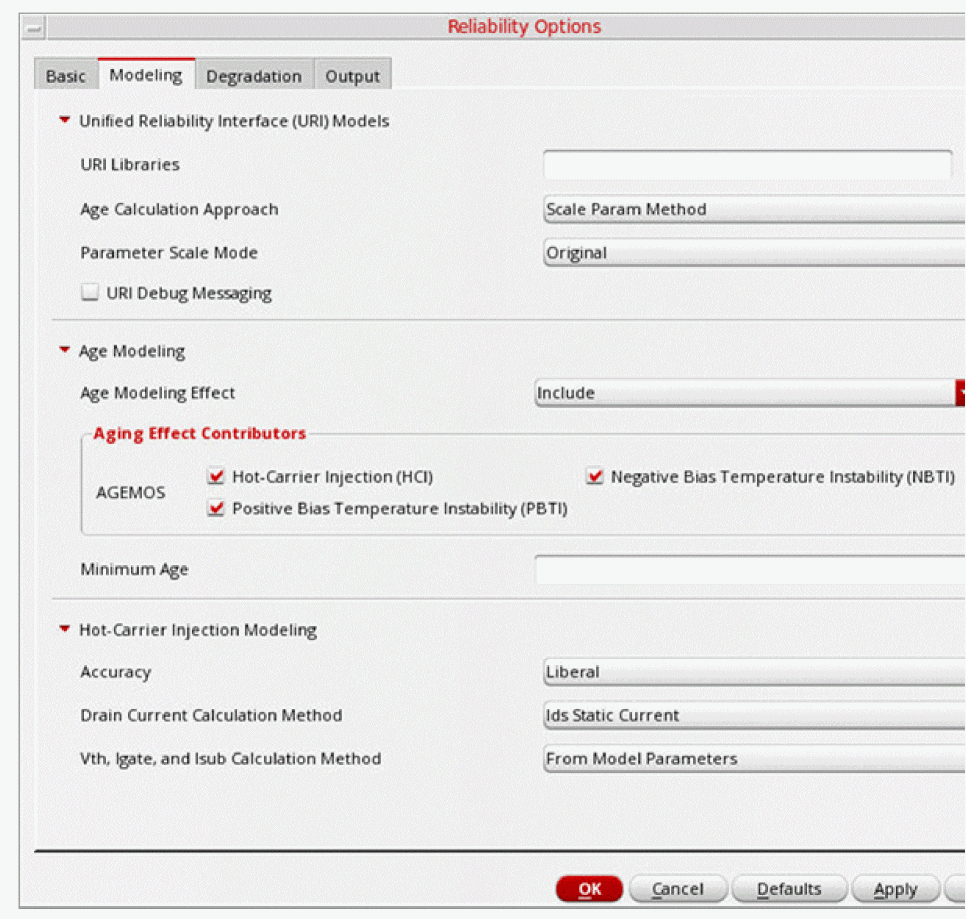 Reliability Options
Basic Modeling Degradation Output
Unified Reliability Interface (URI) Models
URI Libraries
Age Calculation Approach Scale Param Method
Parameter Scale Mode Original
URI Debug Messaging
Age Modeling
Age Modeling Effect Include
Aging Effect Contributors
AGEMOS
Hot-Carrier Injection (HCI) Negative Bias Temperature Instability (NBTI)
Positive Bias Temperature Instability (PBTI)
Minimum Age
Hot-Carrier Injection Modeling
Accuracy Liberal
Drain Current Calculation Method Ids Static Current
Vth, Igate, and Isub Calculation Method From Model Parameters
OK Cancel Defaults Apply